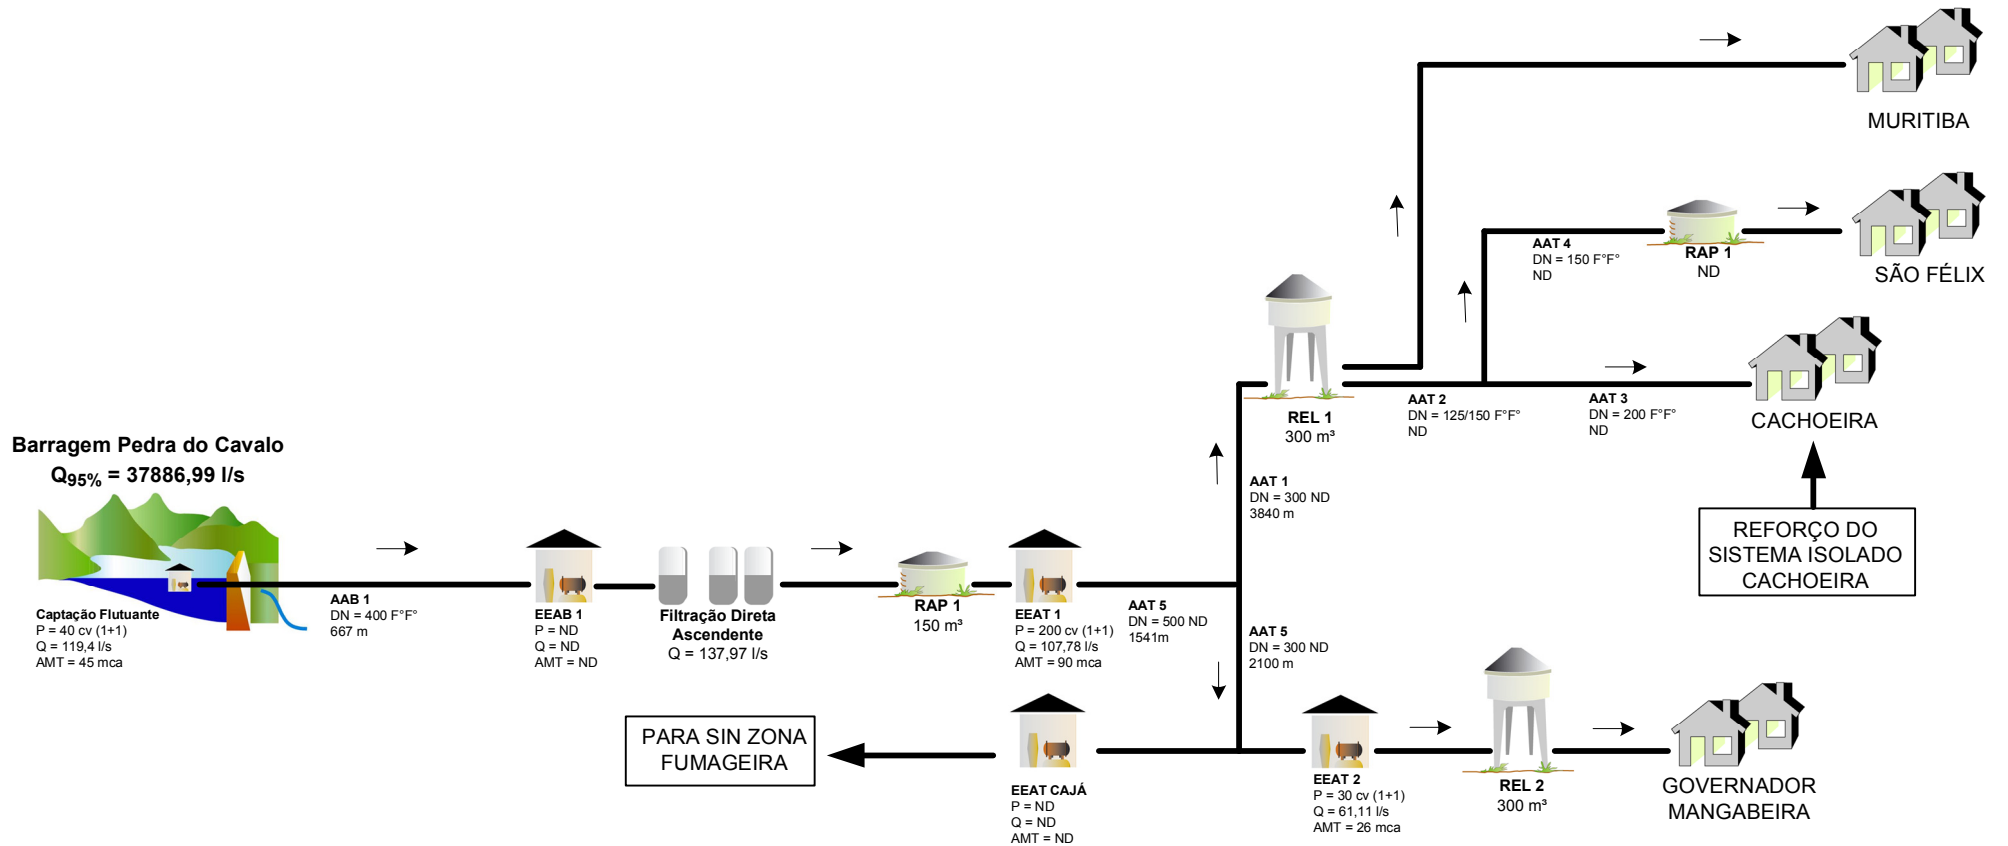 MURITIBA
AAT 4
DN = 150 F°F°
ND
RAP 1
ND
SÃO FÉLIX
REL 1
300 m³
AAT 2
DN = 125/150 F°F°
ND
AAT 3
DN = 200 F°F°
ND
CACHOEIRA
REFORÇO DO
SISTEMA ISOLADO
CACHOEIRA
Barragem Pedra do Cavalo
Q95% = 37886,99 l/s
Captação Flutuante
P = 40 cv (1+1)
Q = 119,4 l/s
AMT = 45 mca
AAB 1
DN = 400 F°F°
667 m
EEAB 1
P = ND
Q = ND
AMT = ND
Filtração Direta
Ascendente
Q = 137,97 l/s
RAP 1
150 m³
EEAT 1
P = 200 cv (1+1)
Q = 107,78 l/s
AMT = 90 mca
AAT 5
DN = 500 ND
1541m
AAT 1
DN = 300 ND
3840 m
AAT 5
DN = 300 ND
2100 m
PARA SIN ZONA
FUMAGEIRA
EEAT CAJÁ
P = ND
Q = ND
AMT = ND
EEAT 2
P = 30 cv (1+1)
Q = 61,11 l/s
AMT = 26 mca
REL 2
300 m³
GOVERNADOR
MANGABEIRA